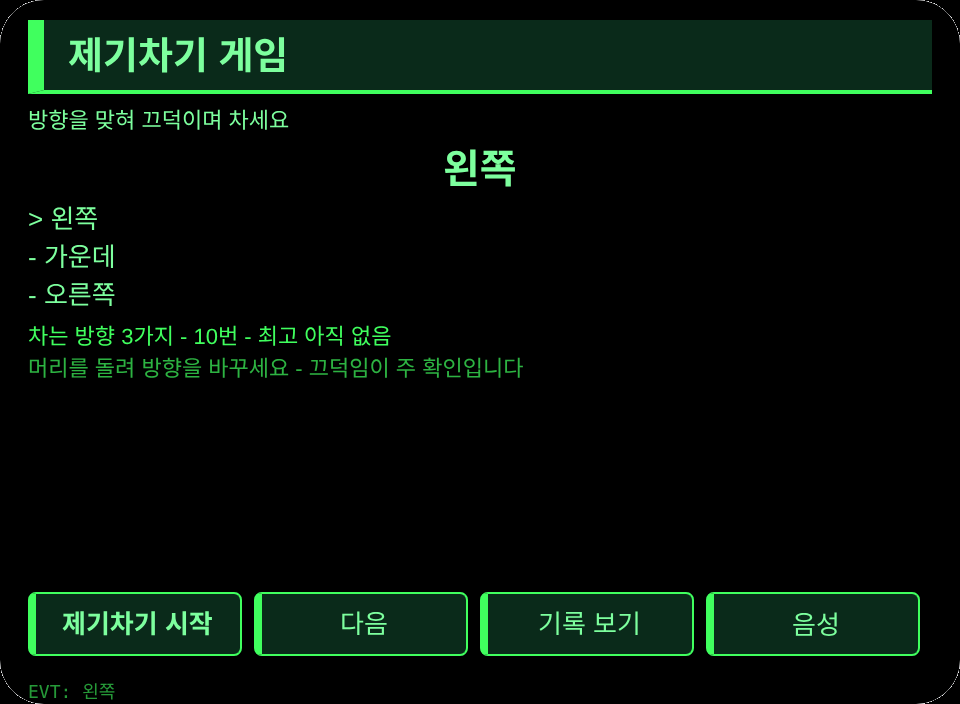 제기차기 게임
방향을 맞혀 끄덕이며 차세요
왼쪽
> 왼쪽
- 가운데
- 오른쪽
차는 방향 3가지 - 10번 - 최고 아직 없음
머리를 돌려 방향을 바꾸세요 - 끄덕임이 주 확인입니다
제기차기 시작
다음
기록 보기
음성
EVT: 왼쪽